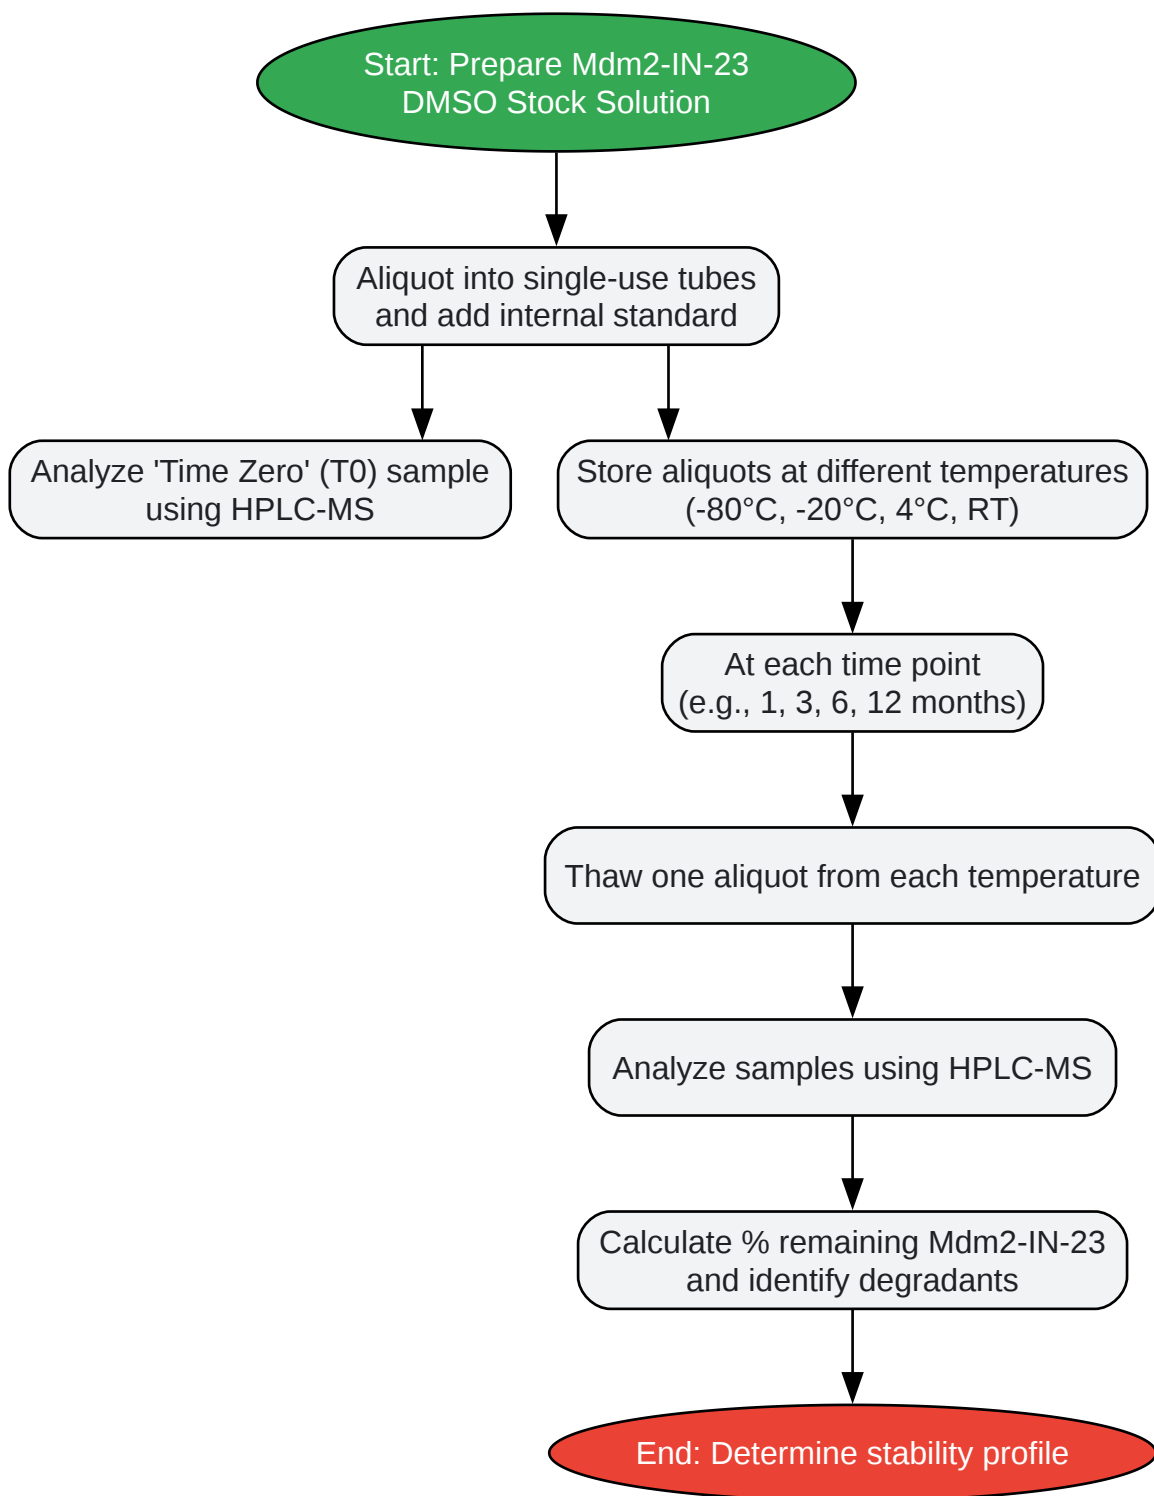 Start: Prepare Mdm2-IN-23
DMSO Stock Solution
Aliquot into single-use tubes
and add internal standard
Analyze 'Time Zero' (T0) sample
using HPLC-MS
Store aliquots at different temperatures
(-80°C, -20°C, 4°C, RT)
At each time point
(e.g., 1, 3, 6, 12 months)
Thaw one aliquot from each temperature
Analyze samples using HPLC-MS
Calculate % remaining Mdm2-IN-23
and identify degradants
End: Determine stability profile